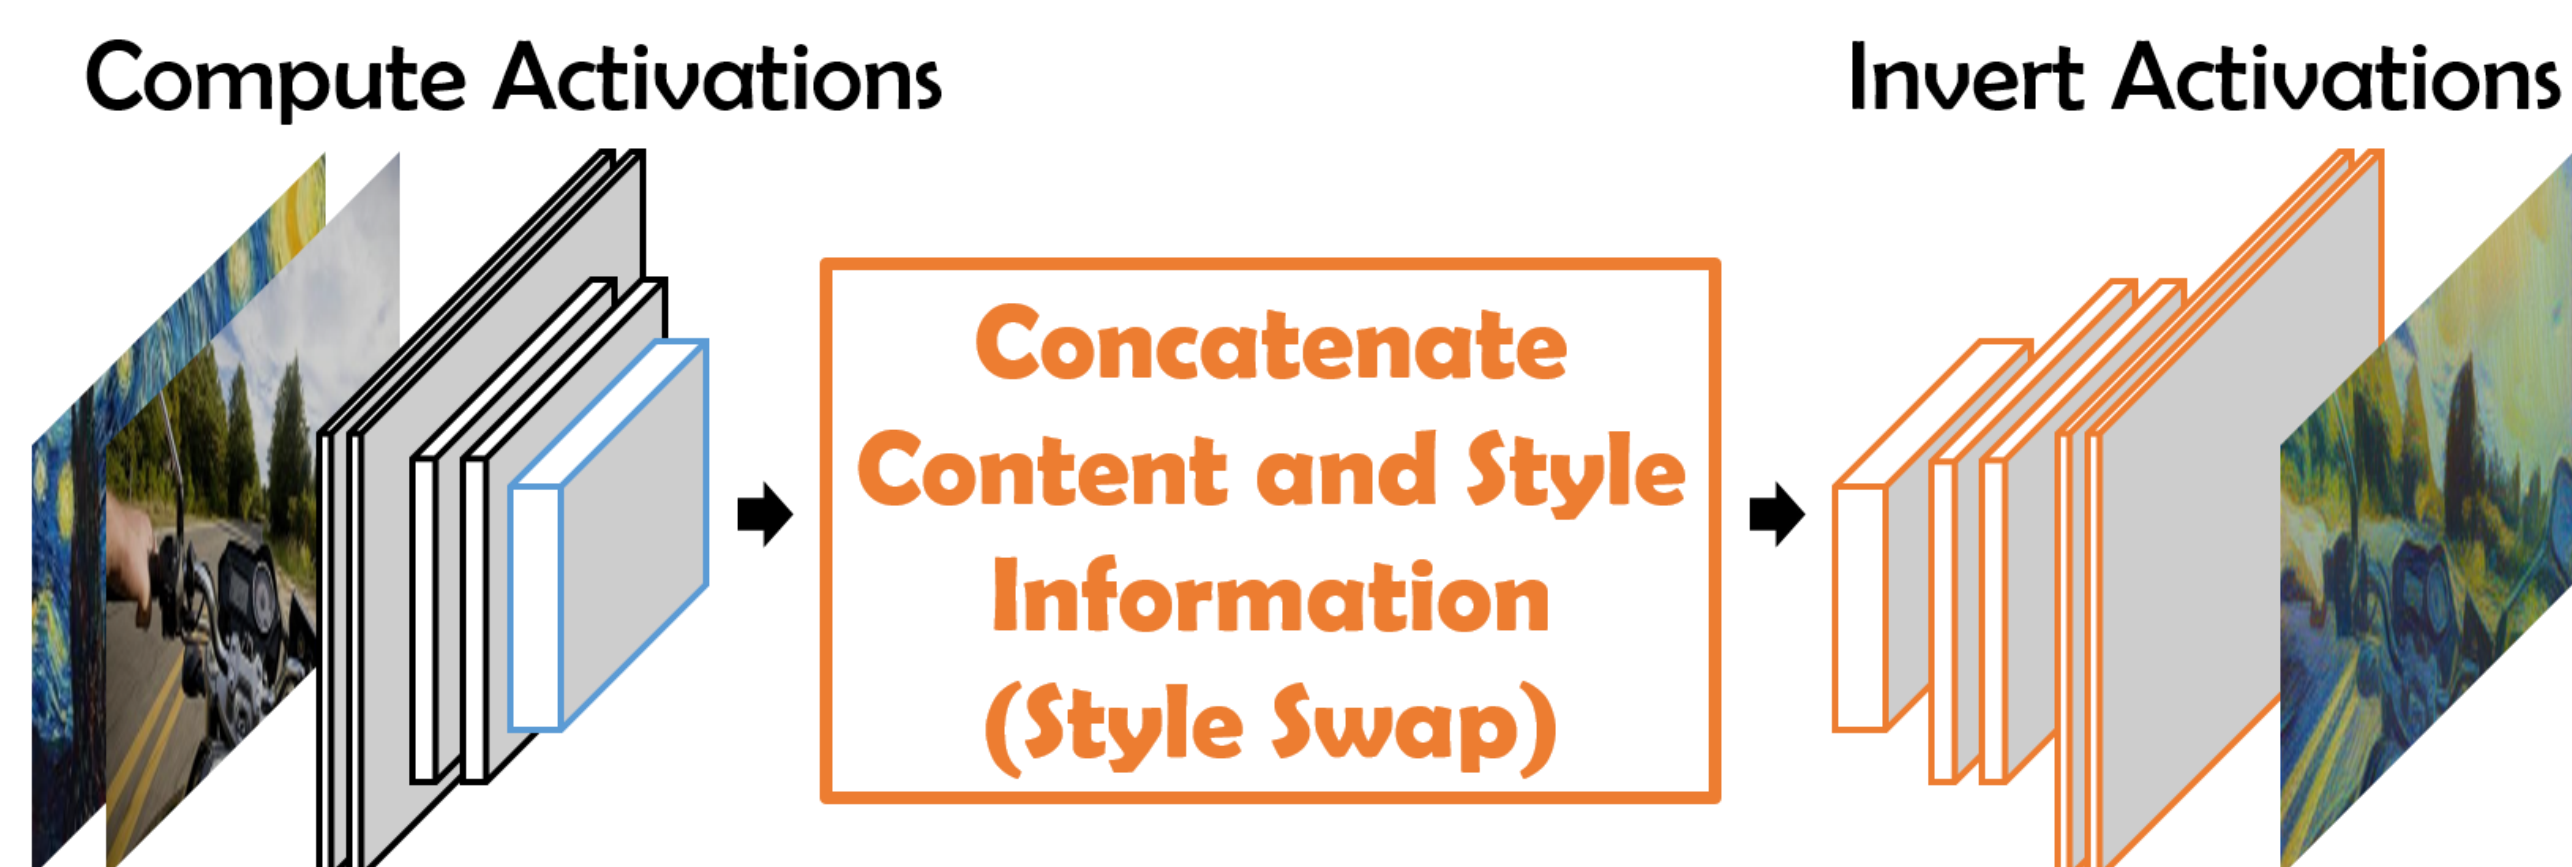 Compute Activations
Invert Activations
Concatenate
Content and Style
Information
(Style Swap)